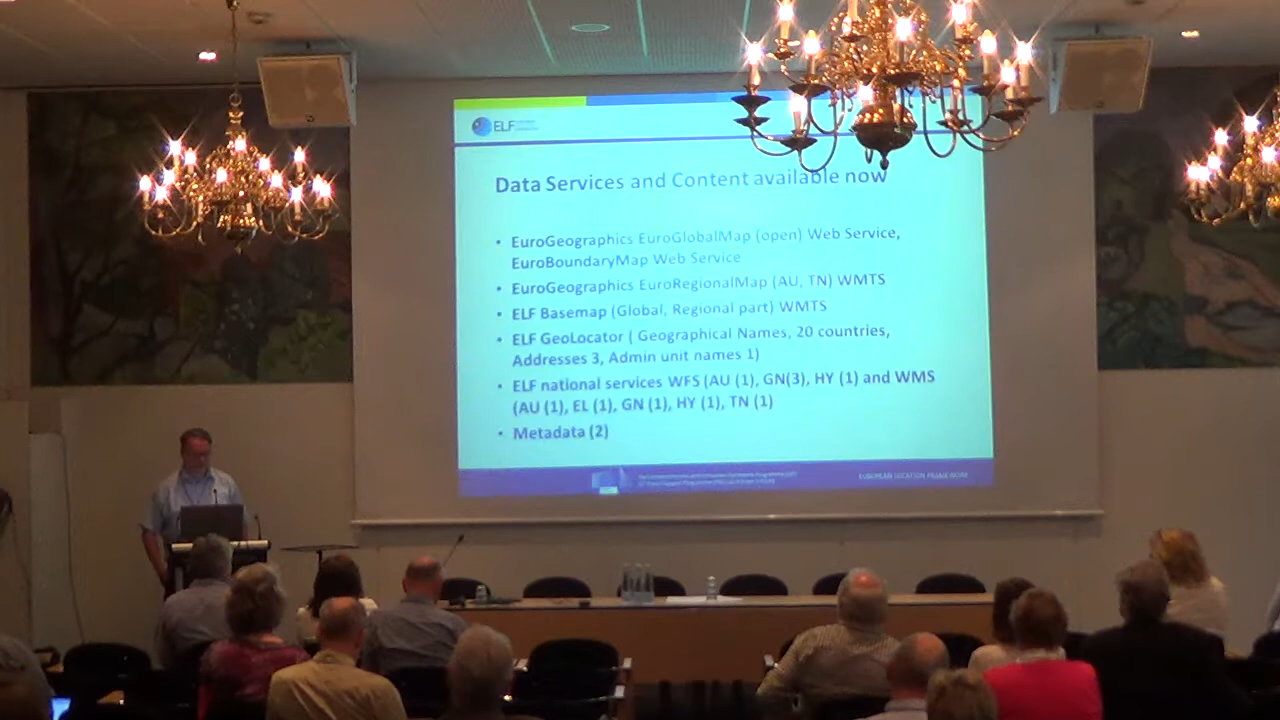 ELF
Data Services and Content available now
• EuroGeographics EuroGlobalMap (open) Web Service,
EuroBoundaryMap Web Service
• EuroGeographics EuroRegionalMap (AU, TN) WMTS
• ELF Basemap (Global, Regional part) WMTS
• ELF GeoLocator ( Geographical Names, 20 countries,
Addresses 3, Admin unit names 1)
• ELF national services WFS (AU (1), GN(3), HY (1) and WMS
(AU (1), EL (1), GN (1), HY (1), TN (1)
• Metadata (2)
EUROPEAN LOCATION FRAMEWORK